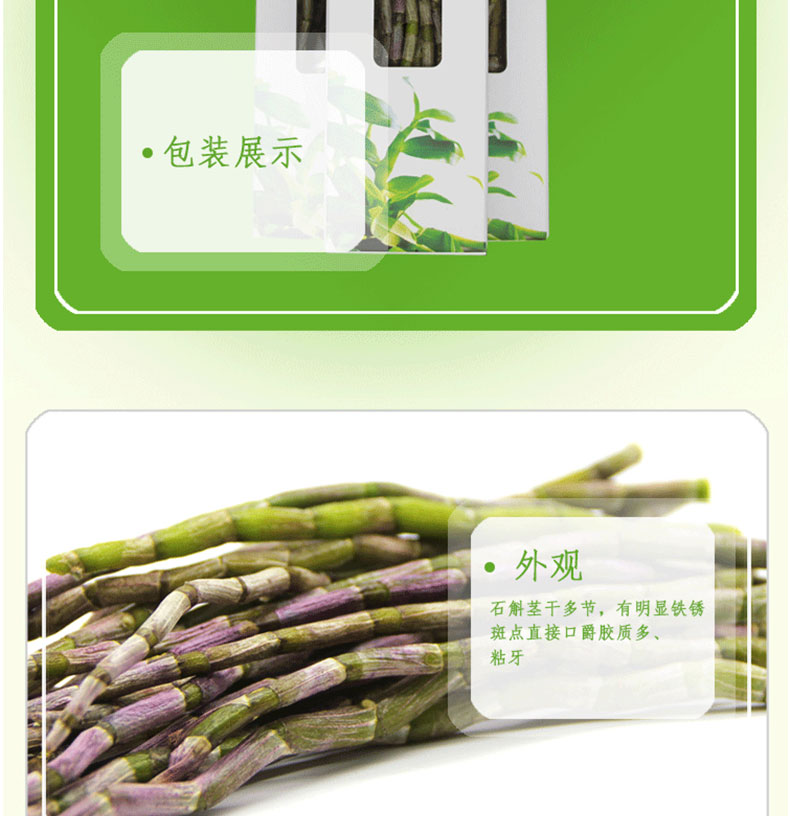 •包装展示
• 外观
石斛茎干多节，有明显铁锈
斑点直接口爵胶质多、
粘牙